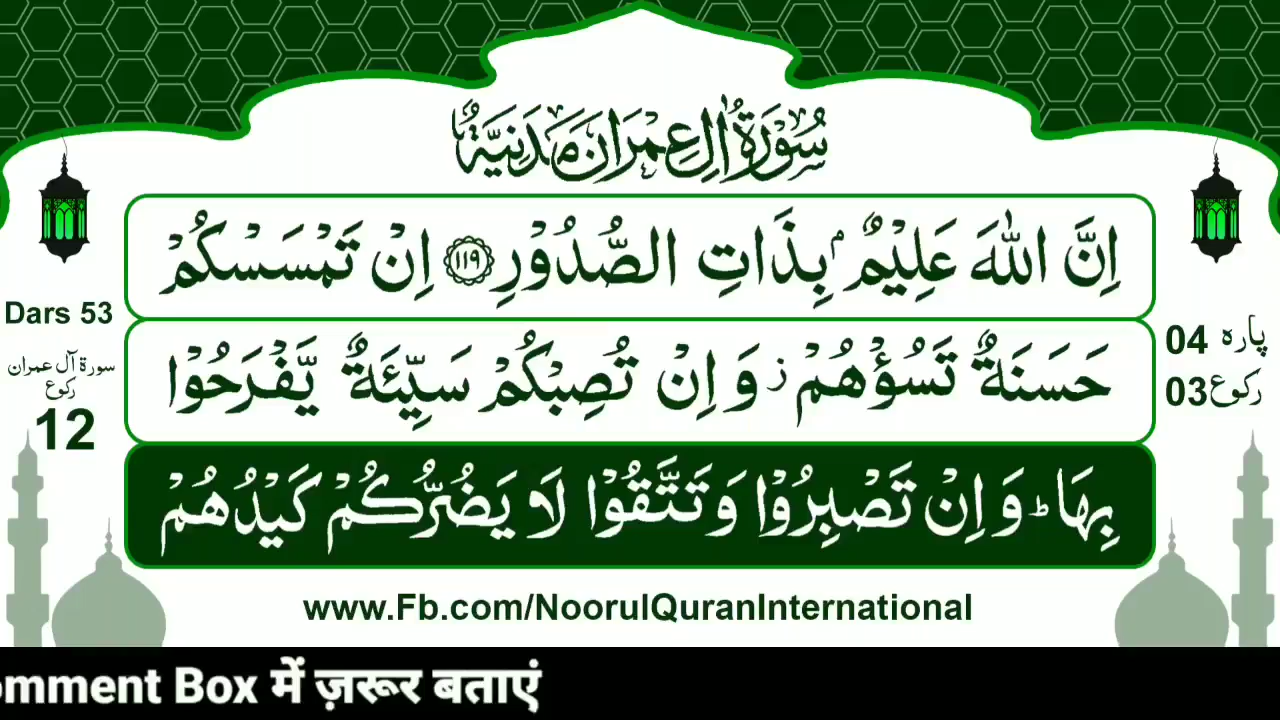 سُوْرَةُ اٰلِ عِمْرَانَ مَدَنِيَّةٌ
اِنَّ اللّٰهَ عَلِيْمٌۢ بِذَاتِ الصُّدُوْرِ ۝۱۱۹ اِنْ تَمْسَسْكُمْ
حَسَنَةٌ تَسُؤْهُمْ ز وَ اِنْ تُصِبْكُمْ سَيِّئَةٌ يَّفْرَحُوْا
بِهَا ؕ وَ اِنْ تَصْبِرُوْا وَ تَتَّقُوْا لَا يَضُرُّكُمْ كَيْدُهُمْ
Dars 53
سورة آل عمران
رکوع
12
پارہ 04
رکوع 03
www.Fb.com/NoorulQuranInternational
omment Box में ज़रूर बताएं